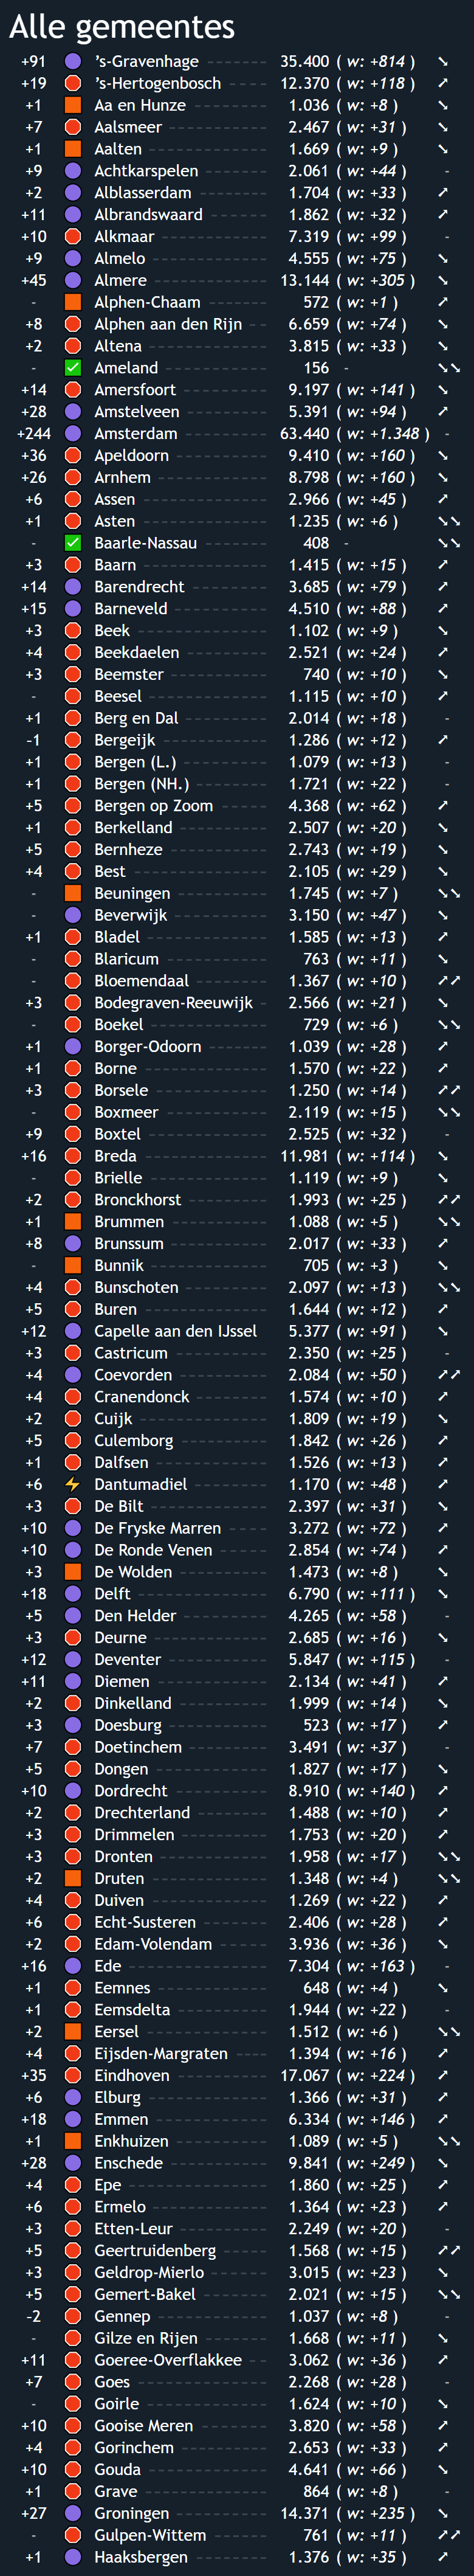 Alle gemeentes
+91 ’s-Gravenhage 35.400 ( w: +814 )
+19 ’s-Hertogenbosch 12.370 ( w: +118 )
+1 Aa en Hunze 1.036 ( w: +8 )
+7 Aalsmeer 2.467 ( w: +31 )
+1 Aalten 1.669 ( w: +9 )
+9 Achtkarspelen 2.061 ( w: +44 ) -
+2 Alblasserdam 1.704 ( w: +33 )
+11 Albrandswaard 1.862 ( w: +32 )
+10 Alkmaar 7.319 ( w: +99 ) -
+9 Almelo 4.555 ( w: +75 )
+45 Almere 13.144 ( w: +305 )
- Alphen-Chaam 572 ( w: +1 )
+8 Alphen aan den Rijn 6.659 ( w: +74 )
+2 Altena 3.815 ( w: +33 )
- Ameland 156 -
+14 Amersfoort 9.197 ( w: +141 )
+28 Amstelveen 5.391 ( w: +94 )
+244 Amsterdam 63.440 ( w: +1.348 ) -
+36 Apeldoorn 9.410 ( w: +160 )
+26 Arnhem 8.798 ( w: +160 )
+6 Assen 2.966 ( w: +45 )
+1 Asten 1.235 ( w: +6 )
- Baarle-Nassau 408 -
+3 Baarn 1.415 ( w: +15 )
+14 Barendrecht 3.685 ( w: +79 )
+15 Barneveld 4.510 ( w: +88 )
+3 Beek 1.102 ( w: +9 )
+4 Beekdaelen 2.521 ( w: +24 )
+3 Beemster 740 ( w: +10 )
- Beesel 1.115 ( w: +10 )
+1 Berg en Dal 2.014 ( w: +18 ) -
-1 Bergeijk 1.286 ( w: +12 )
+1 Bergen (L.) 1.079 ( w: +13 ) -
+1 Bergen (NH.) 1.721 ( w: +22 ) -
+5 Bergen op Zoom 4.368 ( w: +62 )
+1 Berkelland 2.507 ( w: +20 )
+5 Bernheze 2.743 ( w: +19 )
+4 Best 2.105 ( w: +29 )
- Beuningen 1.745 ( w: +7 )
- Beverwijk 3.150 ( w: +47 )
+1 Bladel 1.585 ( w: +13 )
- Blaricum 763 ( w: +11 )
- Bloemendaal 1.367 ( w: +10 )
+3 Bodegraven-Reeuwijk 2.566 ( w: +21 )
- Boekel 729 ( w: +6 )
+1 Borger-Odoorn 1.039 ( w: +28 )
+1 Borne 1.570 ( w: +22 )
+3 Borsele 1.250 ( w: +14 )
- Boxmeer 2.119 ( w: +15 )
+9 Boxtel 2.525 ( w: +32 ) -
+16 Breda 11.981 ( w: +114 )
- Brielle 1.119 ( w: +9 )
+2 Bronckhorst 1.993 ( w: +25 )
+1 Brummen 1.088 ( w: +5 )
+8 Brunssum 2.017 ( w: +33 )
- Bunnik 705 ( w: +3 )
+4 Bunschoten 2.097 ( w: +13 )
+5 Buren 1.644 ( w: +12 )
+12 Capelle aan den IJssel 5.377 ( w: +91 )
+3 Castricum 2.350 ( w: +25 ) -
+4 Coevorden 2.084 ( w: +50 )
+4 Cranendonck 1.574 ( w: +10 )
+2 Cuijk 1.809 ( w: +19 )
+5 Culemborg 1.842 ( w: +26 )
+1 Dalfsen 1.526 ( w: +13 )
+6 Dantumadiel 1.170 ( w: +48 )
+3 De Bilt 2.397 ( w: +31 )
+10 De Fryske Marren 3.272 ( w: +72 )
+10 De Ronde Venen 2.854 ( w: +74 )
+3 De Wolden 1.473 ( w: +8 )
+18 Delft 6.790 ( w: +111 )
+5 Den Helder 4.265 ( w: +58 ) -
+3 Deurne 2.685 ( w: +16 )
+12 Deventer 5.847 ( w: +115 ) -
+11 Diemen 2.134 ( w: +41 )
+2 Dinkelland 1.999 ( w: +14 )
+3 Doesburg 523 ( w: +17 )
+7 Doetinchem 3.491 ( w: +37 ) -
+5 Dongen 1.827 ( w: +17 )
+10 Dordrecht 8.910 ( w: +140 )
+2 Drechterland 1.488 ( w: +10 )
+3 Drimmelen 1.753 ( w: +20 )
+3 Dronten 1.958 ( w: +17 )
+2 Druten 1.348 ( w: +4 )
+4 Duiven 1.269 ( w: +22 )
+6 Echt-Susteren 2.406 ( w: +28 )
+2 Edam-Volendam 3.936 ( w: +36 )
+16 Ede 7.304 ( w: +163 ) -
+1 Eemnes 648 ( w: +4 )
+1 Eemsdelta 1.944 ( w: +22 ) -
+2 Eersel 1.512 ( w: +6 )
+4 Eijsden-Margraten 1.394 ( w: +16 )
+35 Eindhoven 17.067 ( w: +224 )
+6 Elburg 1.366 ( w: +31 )
+18 Emmen 6.334 ( w: +146 )
+1 Enkhuizen 1.089 ( w: +5 )
+28 Enschede 9.841 ( w: +249 )
+4 Epe 1.860 ( w: +25 )
+6 Ermelo 1.364 ( w: +23 )
+3 Etten-Leur 2.249 ( w: +20 ) -
+5 Geertruidenberg 1.568 ( w: +15 )
+3 Geldrop-Mierlo 3.015 ( w: +23 )
+5 Gemert-Bakel 2.021 ( w: +15 )
-2 Gennep 1.037 ( w: +8 ) -
- Gilze en Rijen 1.668 ( w: +11 )
+11 Goeree-Overflakkee 3.062 ( w: +36 )
+7 Goes 2.268 ( w: +28 ) -
- Goirle 1.624 ( w: +10 )
+10 Gooise Meren 3.820 ( w: +58 )
+4 Gorinchem 2.653 ( w: +33 )
+10 Gouda 4.641 ( w: +66 )
+1 Grave 864 ( w: +8 ) -
+27 Groningen 14.371 ( w: +235 )
- Gulpen-Wittem 761 ( w: +11 )
+1 Haaksbergen 1.376 ( w: +35 )